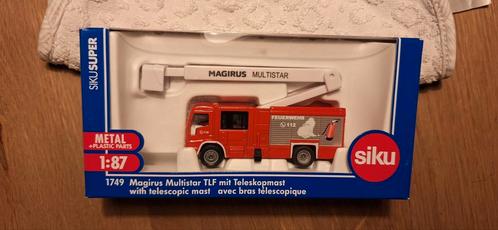 SIKU SUPER
MAGIRUS MULTISTAR
FEUERWEHR
112
METAL
+PLASTIC PARTS
1:87
siku
1749 Magirus Multistar TLF mit Teleskopmast
with telescopic mast avec bras télescopique